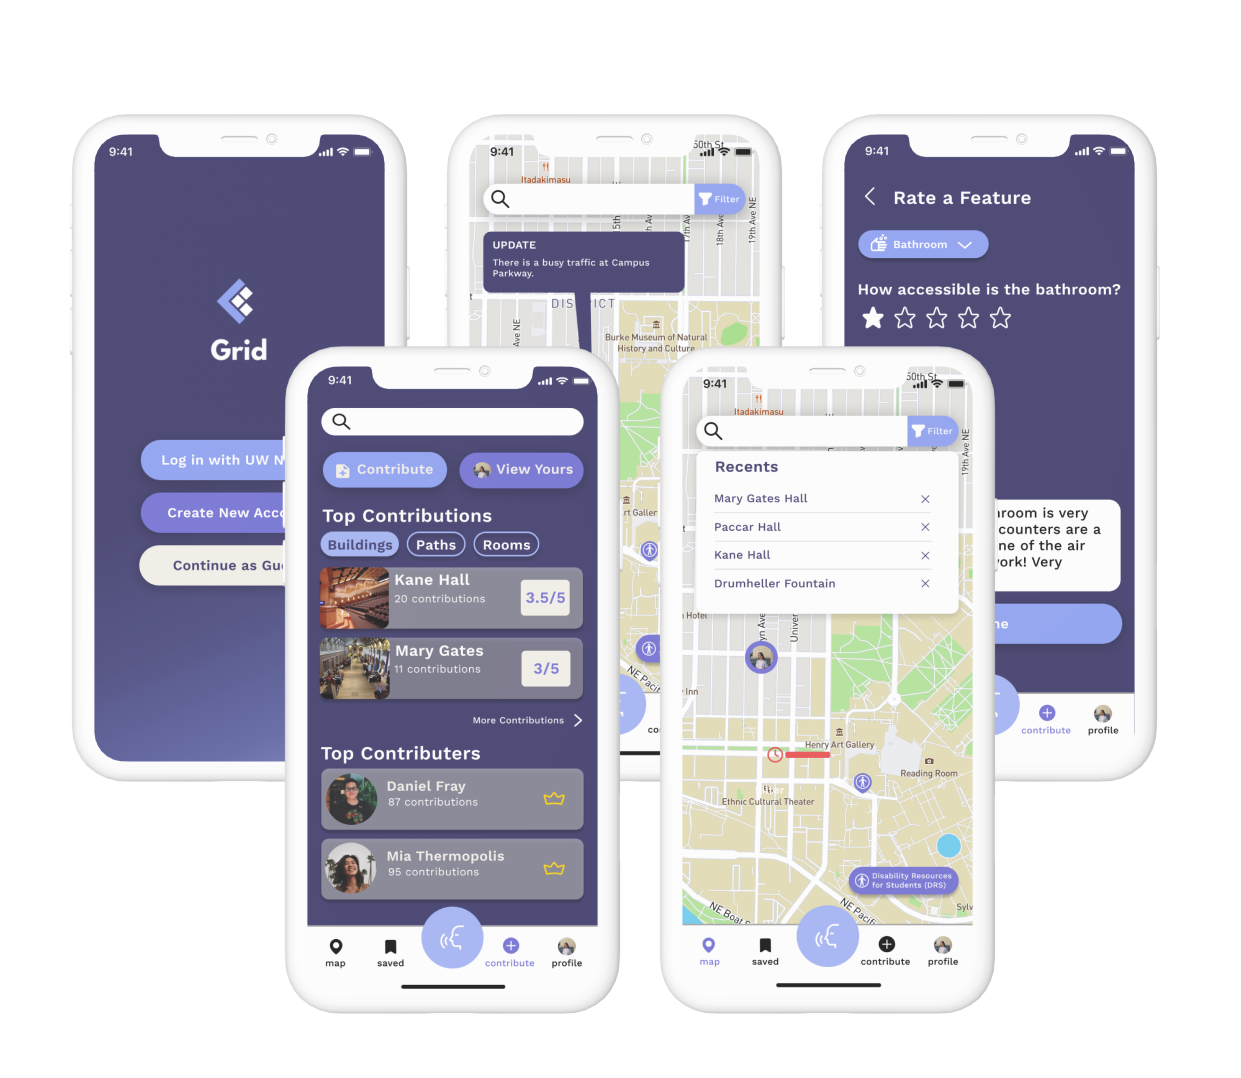 9:41
Grid
Log in with UW N
Create New Acco
Continue as Gue
9:41
50th St
Itadakimasu
Filter
15th
17th Av
18th Ave NE
19th Ave NE
UPDATE
There is a busy traffic at Campus
Parkway.
DIS
ICT
Ave NE
Burke Museum of Natural
History and Culture
rt Galler
NE Pacif
co
9:41
Rate a Feature
Bathroom
How accessible is the bathroom?
hroom is very
counters are a
ne of the air
work! Very
ne
contribute
profile
9:41
Contribute
View Yours
Top Contributions
Buildings
Paths
Rooms
Kane Hall
20 contributions
3.5/5
Mary Gates
11 contributions
3/5
More Contributions
Top Contributers
Daniel Fray
87 contributions
Mia Thermopolis
95 contributions
map
saved
contribute
profile
9:41
50th St
Itadakimasu
Filter
19th Ave NE
Recents
Mary Gates Hall
Paccar Hall
Kane Hall
Drumheller Fountain
Hotel
yn Ave
Univer
Inn
Henry Art Gallery
Reading Room
Ethnic Cultural Theater
Disability Resources
for Students (DRS)
NE Boat S
NE Pacif
Sylv
map
saved
contribute
profile